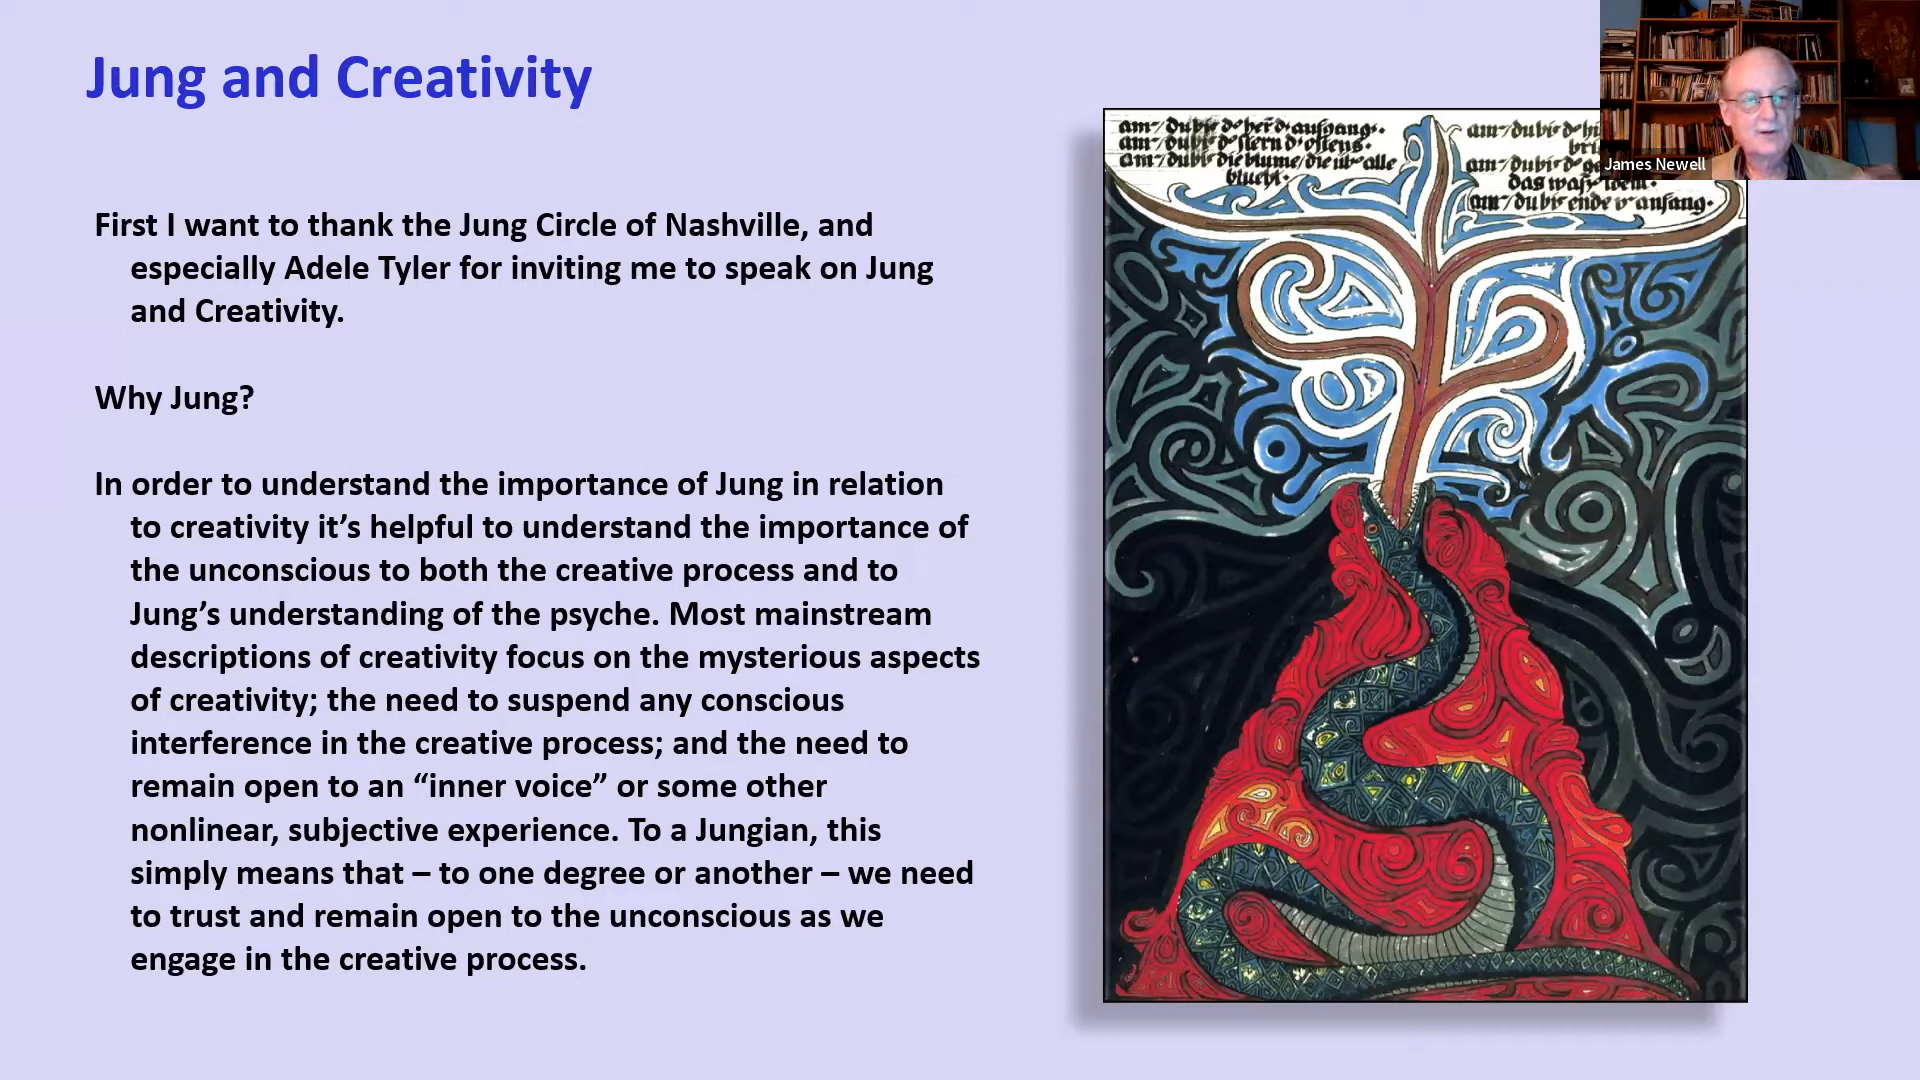 Jung and Creativity
First I want to thank the Jung Circle of Nashville, and
especially Adele Tyler for inviting me to speak on Jung
and Creativity.
Why Jung?
In order to understand the importance of Jung in relation
to creativity it’s helpful to understand the importance of
the unconscious to both the creative process and to
Jung’s understanding of the psyche. Most mainstream
descriptions of creativity focus on the mysterious aspects
of creativity; the need to suspend any conscious
interference in the creative process; and the need to
remain open to an “inner voice” or some other
nonlinear, subjective experience. To a Jungian, this
simply means that – to one degree or another – we need
to trust and remain open to the unconscious as we
engage in the creative process.
James Newell